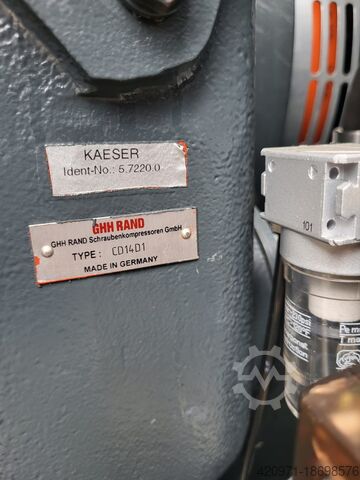 KAESER
Ident-No.: 5.7220.0
GHH RAND
GHH RAND Schraubenkompressoren GmbH
TYPE: CD14D1
MADE IN GERMANY
101
420971-18698576